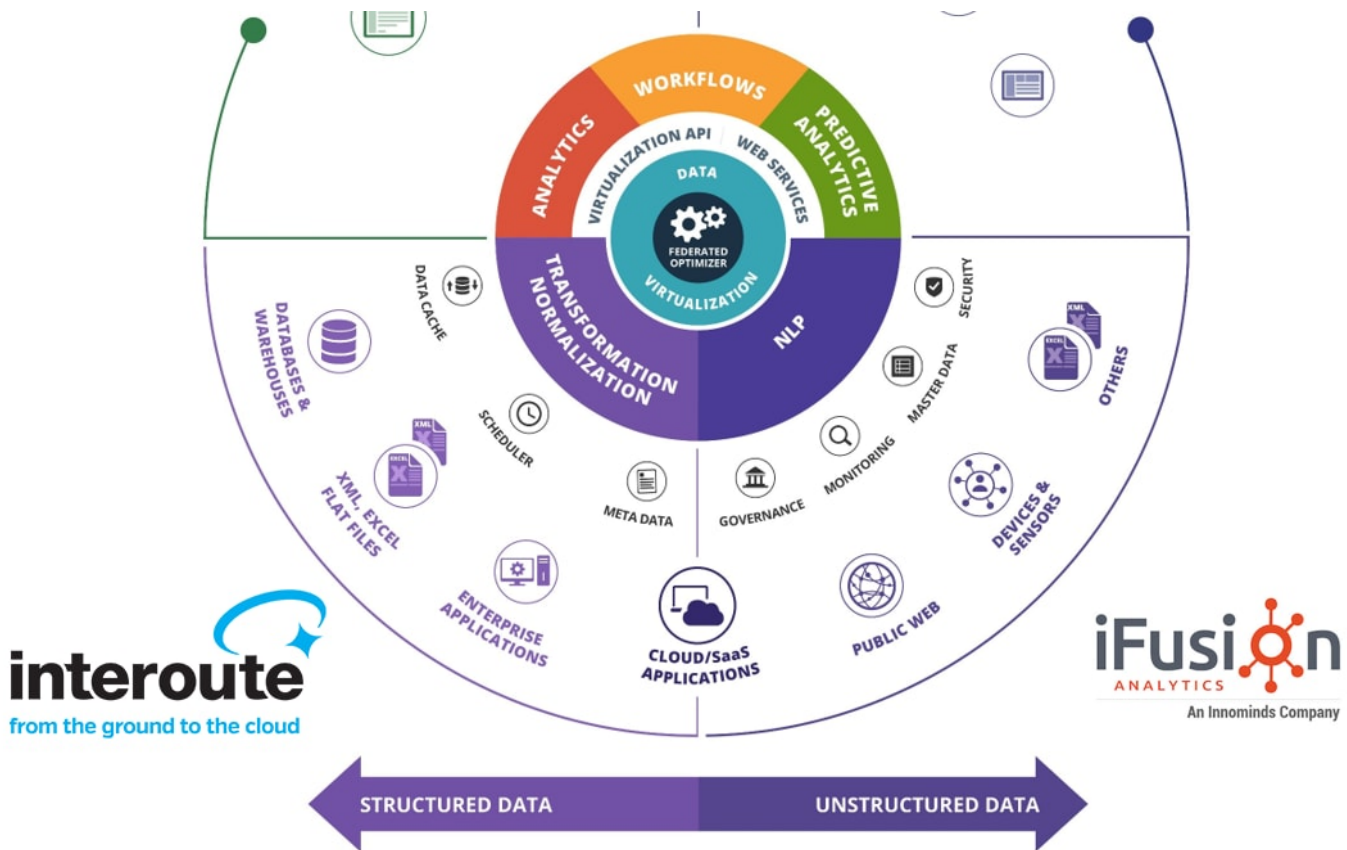 WORKFLOWS
ANALYTICS
PREDICTIVE
ANALYTICS
VIRTUALIZATION API
WEB SERVICES
DATA
FEDERATED
OPTIMIZER
VIRTUALIZATION
TRANSFORMATION
NORMALIZATION
NLP
DATA CACHE
SCHEDULER
META DATA
GOVERNANCE
MONITORING
MASTER DATA
SECURITY
DATABASES &
WAREHOUSES
XML
EXCEL
X
XML, EXCEL
FLAT FILES
ENTERPRISE
APPLICATIONS
CLOUD/SaaS
APPLICATIONS
PUBLIC WEB
DEVICES &
SENSORS
XML
EXCEL
X
OTHERS
interoute
from the ground to the cloud
iFusion
ANALYTICS
An Innominds Company
STRUCTURED DATA
UNSTRUCTURED DATA